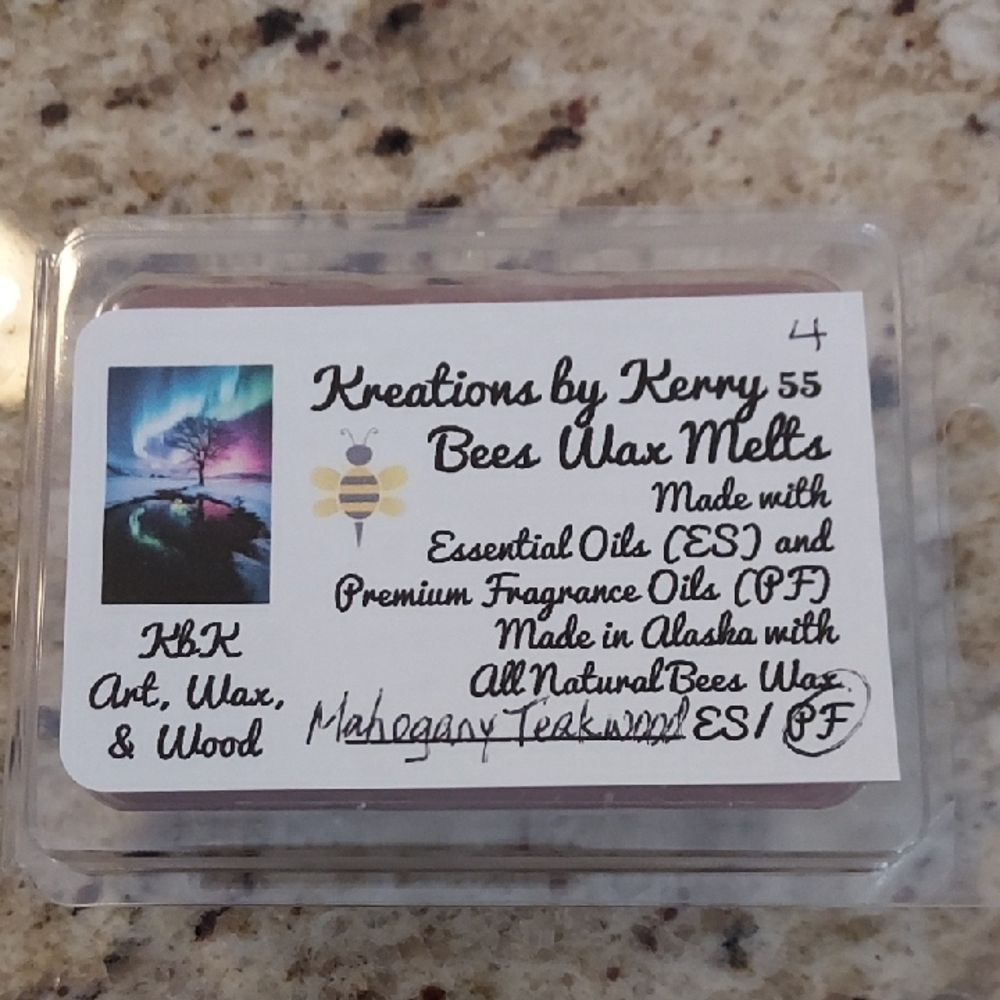 4
Kreations by Kerry 55
Bees Wax Melts
Made with
Essential Oils (ES) and
Premium Fragrance Oils (PF)
Made in Alaska with
All Natural Bees Wax
Mahogany Teakwood ES / PF
KbK
Art, Wax,
& Wood